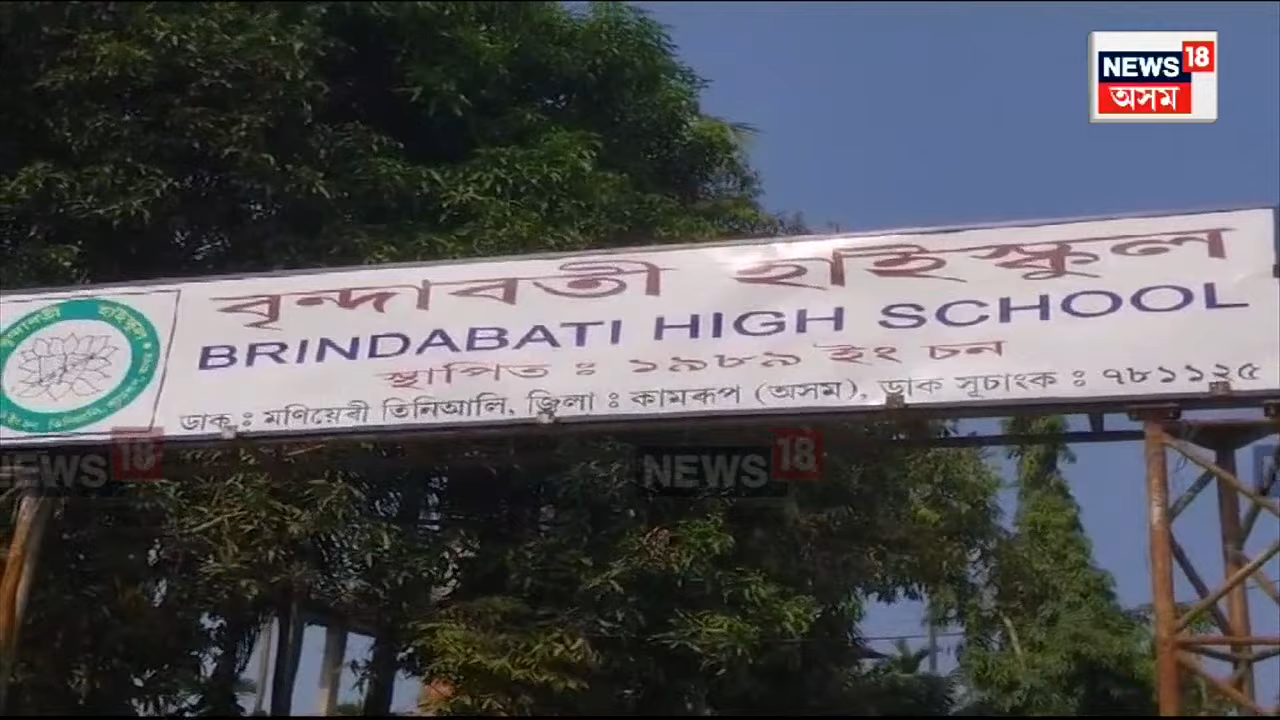 NEWS 18
অসম
বৃন্দাবতী হাইস্কুল
BRINDABATI HIGH SCHOOL
স্থাপিত : ১৯৮৯ ইং চন
ডাক : মণিয়েৰী তিনিআলি, জিলা : কামৰূপ (অসম), ডাক সূচাংক : ৭৮১১২৫
হাইস্কুল
NEWS 18
NEWS 18